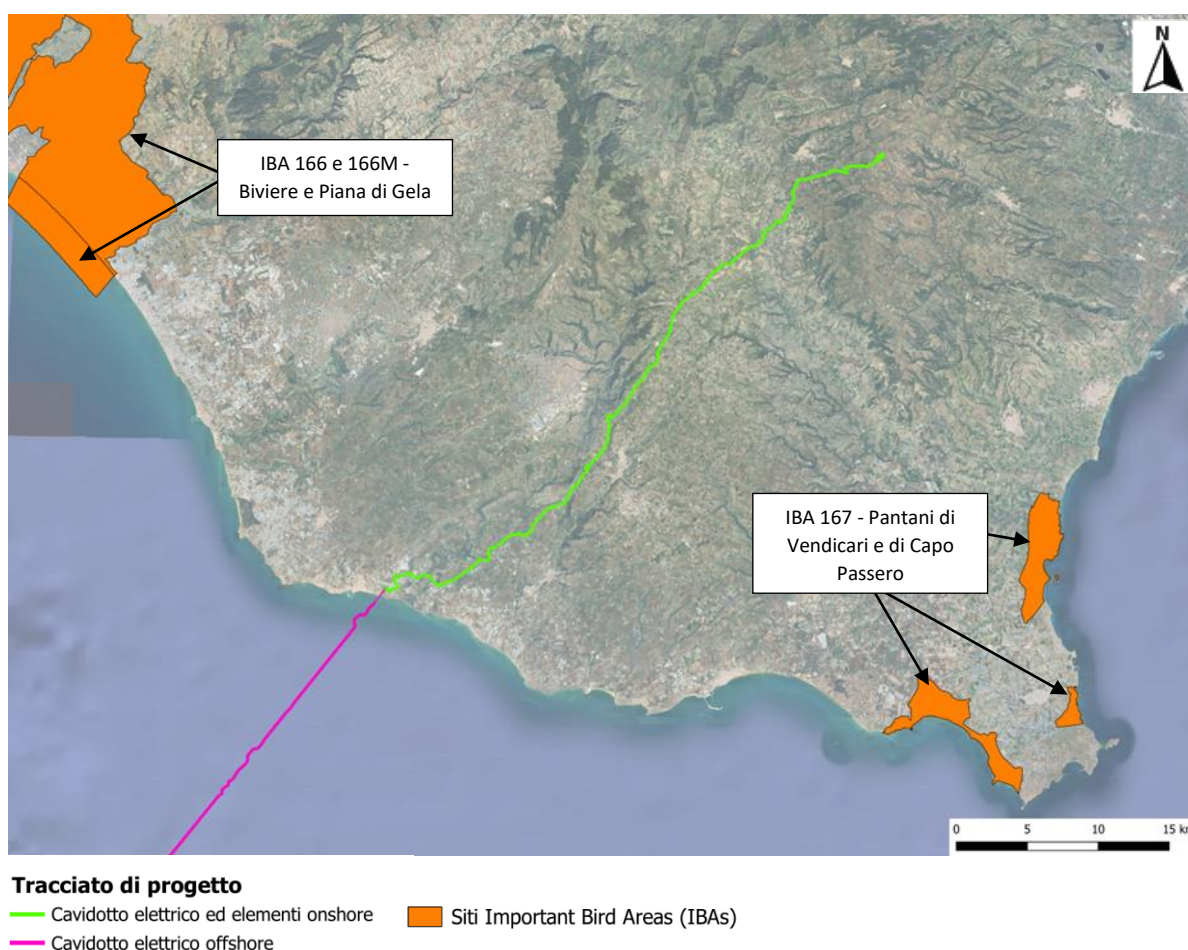 N
IBA 166 e 166M -
Biviere e Piana di Gela
IBA 167 - Pantani di
Vendicari e di Capo
Passero
0 5 10 15 km
Tracciato di progetto
Cavidotto elettrico ed elementi onshore
Siti Important Bird Areas (IBAs)
Cavidotto elettrico offshore